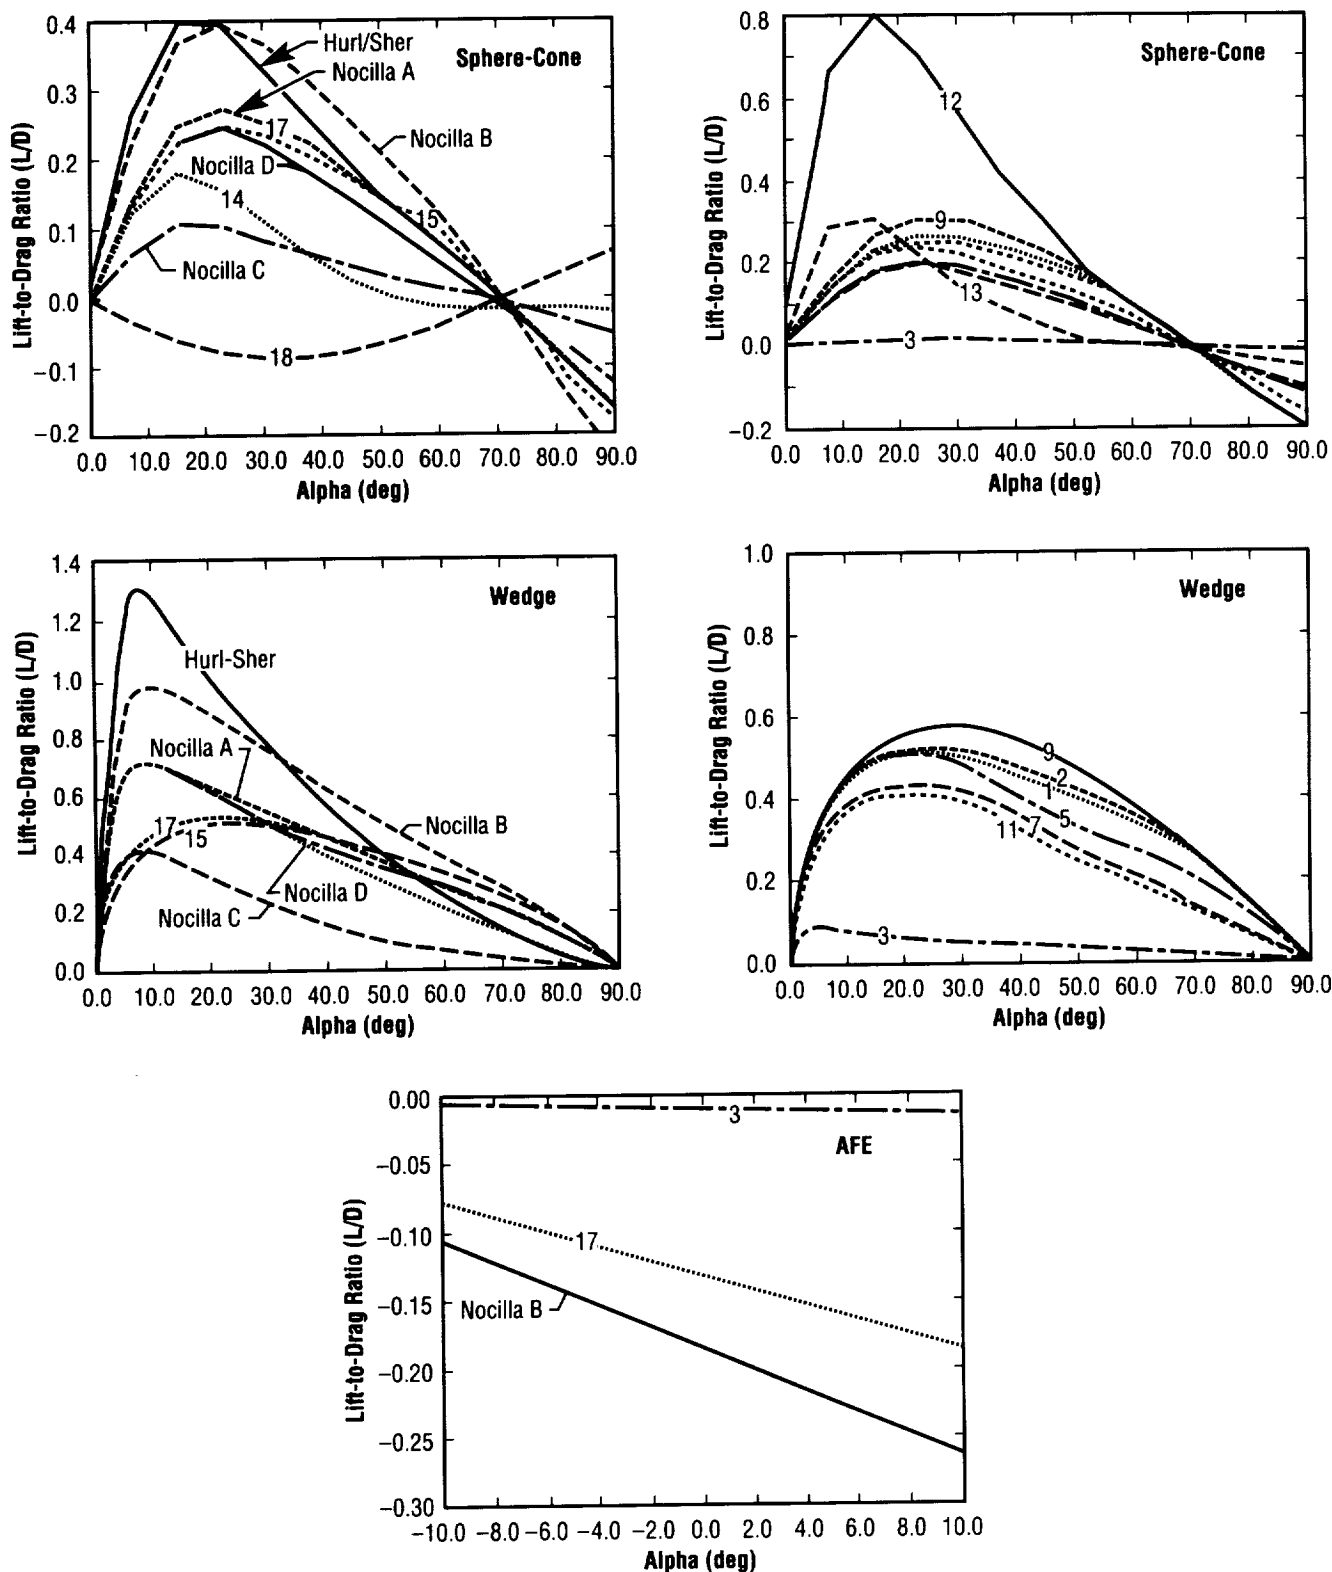 Lift-to-Drag Ratio (L/D)
0.4
0.3
0.2
0.1
0.0
−0.1
−0.2
Sphere-Cone
Hurl/Sher
Nocilla A
17
Nocilla B
Nocilla D
14
15
Nocilla C
18
0.0 10.0 20.0 30.0 40.0 50.0 60.0 70.0 80.0 90.0
Alpha (deg)
Lift-to-Drag Ratio (L/D)
0.8
0.6
0.4
0.2
0.0
−0.2
Sphere-Cone
12
9
13
3
0.0 10.0 20.0 30.0 40.0 50.0 60.0 70.0 80.0 90.0
Alpha (deg)
Lift-to-Drag Ratio (L/D)
1.4
1.2
1.0
0.8
0.6
0.4
0.2
0.0
Wedge
Hurl-Sher
Nocilla A
Nocilla B
17
15
Nocilla D
Nocilla C
0.0 10.0 20.0 30.0 40.0 50.0 60.0 70.0 80.0 90.0
Alpha (deg)
Lift-to-Drag Ratio (L/D)
1.0
0.8
0.6
0.4
0.2
0.0
Wedge
9
2
1
5
7
11
3
0.0 10.0 20.0 30.0 40.0 50.0 60.0 70.0 80.0 90.0
Alpha (deg)
Lift-to-Drag Ratio (L/D)
0.00
−0.05
−0.10
−0.15
−0.20
−0.25
−0.30
3
AFE
17
Nocilla B
−10.0 −8.0 −6.0 −4.0 −2.0 0.0 2.0 4.0 6.0 8.0 10.0
Alpha (deg)